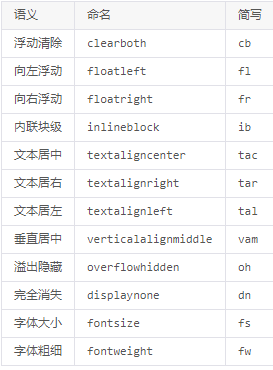 语义 命名 简写
浮动清除 clearboth cb
向左浮动 floatleft fl
向右浮动 floatright fr
内联块级 inlineblock ib
文本居中 textaligncenter tac
文本居右 textalignright tar
文本居左 textalignleft tal
垂直居中 verticalalignmiddle vam
溢出隐藏 overflowhidden oh
完全消失 displaynone dn
字体大小 fontsize fs
字体粗细 fontweight fw